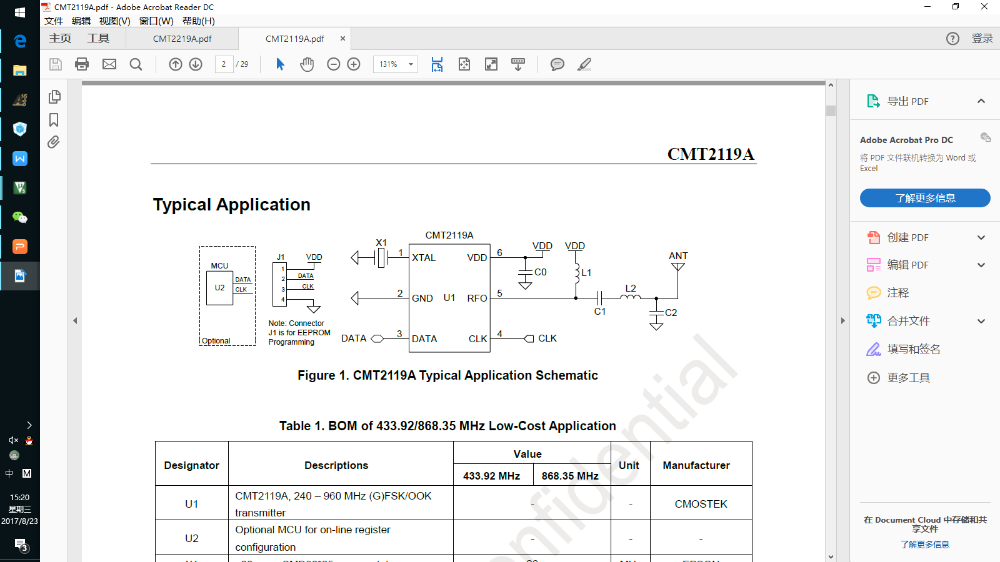 CMT2119A.pdf - Adobe Acrobat Reader DC
文件 编辑 视图(V) 窗口(W) 帮助(H)
主页 工具 CMT2219A.pdf CMT2119A.pdf × ? 登录
2 / 29 131%
CMT2119A
Typical Application
CMT2119A
X1
1 XTAL
VDD 6
VDD
VDD
ANT
J1 VDD
MCU
U2
DATA
CLK
Optional
1
2 DATA
3 CLK
4
Note: Connector
J1 is for EEPROM
Programming
C0
L1
L2
2 GND U1 RFO 5
C1
C2
DATA 3 DATA
CLK 4 CLK
Figure 1. CMT2119A Typical Application Schematic
Table 1. BOM of 433.92/868.35 MHz Low-Cost Application
Designator Descriptions Value Unit Manufacturer
433.92 MHz 868.35 MHz
U1 CMT2119A, 240 – 960 MHz (G)FSK/OOK - - CMOSTEK
transmitter
U2 Optional MCU for on-line register - - -
configuration
nfidential
导出 PDF
Adobe Acrobat Pro DC
将 PDF 文件联机转换为 Word 或
Excel
了解更多信息
创建 PDF
编辑 PDF
注释
合并文件
填写和签名
更多工具
在 Document Cloud 中存储和共
享文件
了解更多信息
中 M
15:20
星期三
2017/8/23
3